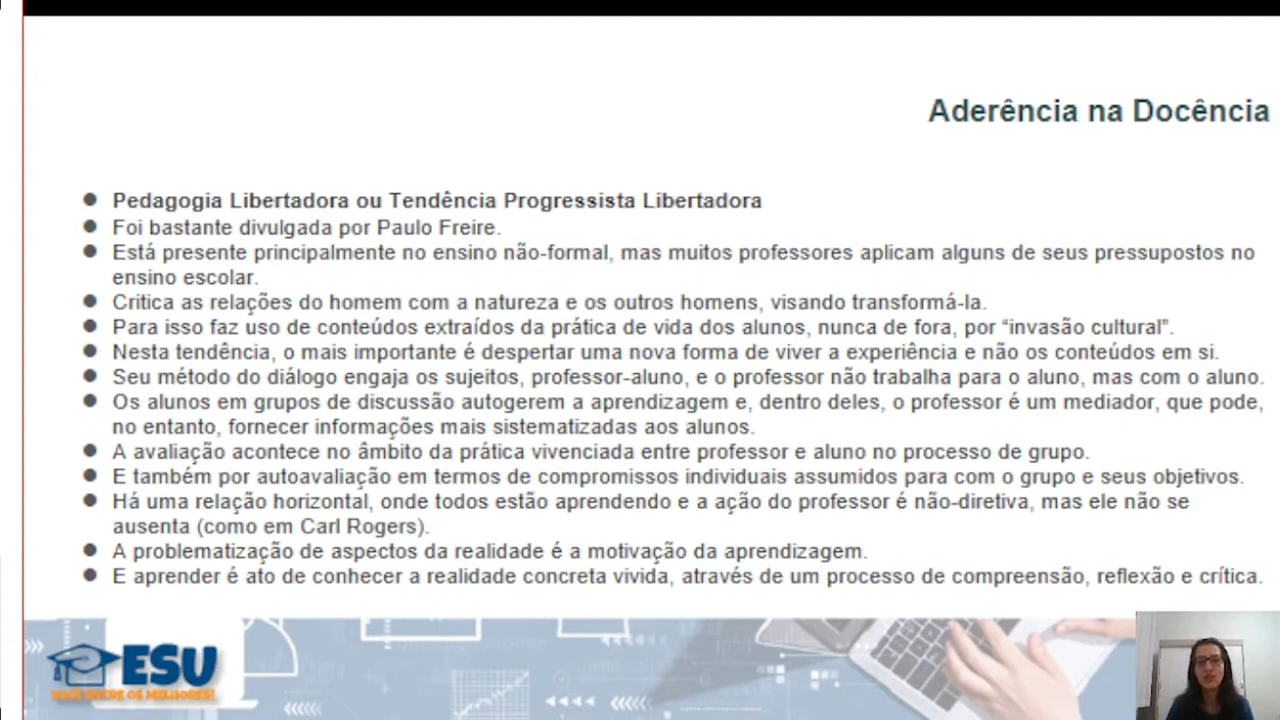 Aderência na Docência
● Pedagogia Libertadora ou Tendência Progressista Libertadora
● Foi bastante divulgada por Paulo Freire.
● Está presente principalmente no ensino não-formal, mas muitos professores aplicam alguns de seus pressupostos no
ensino escolar.
● Critica as relações do homem com a natureza e os outros homens, visando transformá-la.
● Para isso faz uso de conteúdos extraídos da prática de vida dos alunos, nunca de fora, por “invasão cultural”.
● Nesta tendência, o mais importante é despertar uma nova forma de viver a experiência e não os conteúdos em si.
● Seu método do diálogo engaja os sujeitos, professor-aluno, e o professor não trabalha para o aluno, mas com o aluno.
● Os alunos em grupos de discussão autogerem a aprendizagem e, dentro deles, o professor é um mediador, que pode,
no entanto, fornecer informações mais sistematizadas aos alunos.
● A avaliação acontece no âmbito da prática vivenciada entre professor e aluno no processo de grupo.
● E também por autoavaliação em termos de compromissos individuais assumidos para com o grupo e seus objetivos.
● Há uma relação horizontal, onde todos estão aprendendo e a ação do professor é não-diretiva, mas ele não se
ausenta (como em Carl Rogers).
● A problematização de aspectos da realidade é a motivação da aprendizagem.
● E aprender é ato de conhecer a realidade concreta vivida, através de um processo de compreensão, reflexão e crítica.
ESU
ENTRE OS MELHORES!